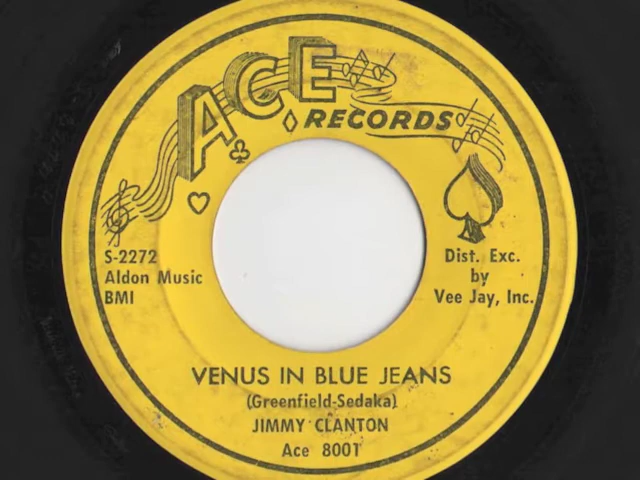 ACE
RECORDS
S-2272
Aldon Music
BMI
Dist. Exc.
by
Vee Jay, Inc.
VENUS IN BLUE JEANS
(Greenfield-Sedaka)
JIMMY CLANTON
Ace 8001